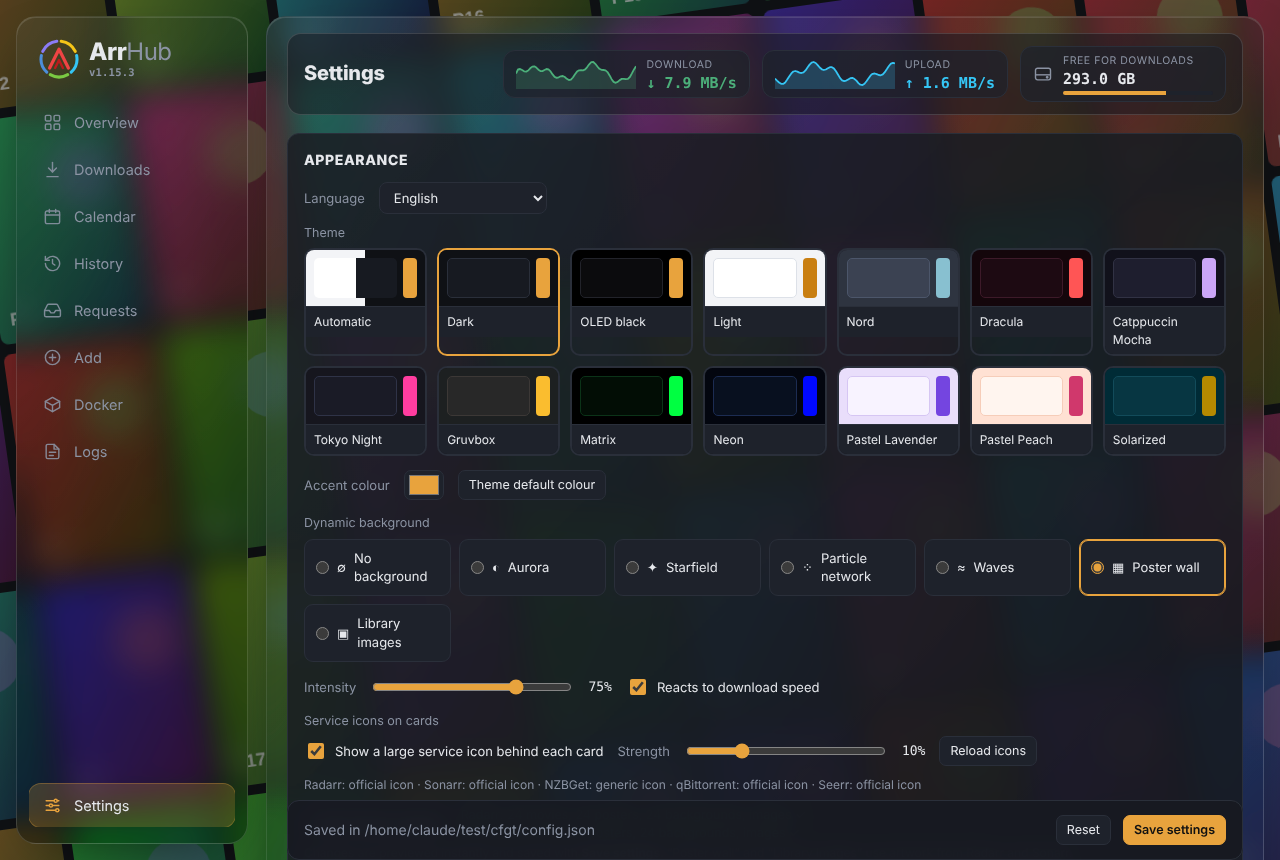 ArrHub
v1.15.3
Overview
Downloads
Calendar
History
Requests
Add
Docker
Logs
Settings
Settings
DOWNLOAD
↓ 7.9 MB/s
UPLOAD
↑ 1.6 MB/s
FREE FOR DOWNLOADS
293.0 GB
APPEARANCE
Language English
Theme
Automatic Dark OLED black Light Nord Dracula Catppuccin
Mocha
Tokyo Night Gruvbox Matrix Neon Pastel Lavender Pastel Peach Solarized
Accent colour Theme default colour
Dynamic background
No
background
Aurora
Starfield
Particle
network
Waves
Poster wall
Library
images
Intensity 75% Reacts to download speed
Service icons on cards
Show a large service icon behind each card Strength 10% Reload icons
Radarr: official icon · Sonarr: official icon · NZBGet: generic icon · qBittorrent: official icon · Seerr: official icon
Saved in /home/claude/test/cfgt/config.json Reset Save settings